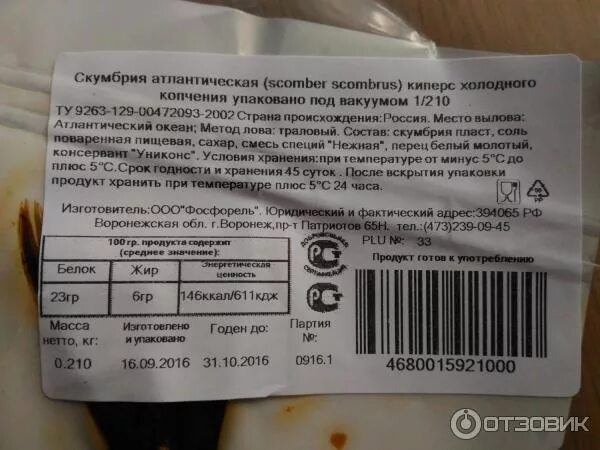 Скумбрия атлантическая (scomber scombrus) киперс холодного
копчения упаковано под вакуумом 1/210
ТУ 9263-129-00472093-2002 Страна происхождения:Россия. Место вылова:
Атлантический океан; Метод лова: траловый. Состав: скумбрия пласт, соль
поваренная пищевая, сахар, смесь специй "Нежная", перец белый молотый,
консервант "Униконс". Условия хранения:при температуре от минус 5°С до
плюс 5°С.Срок годности и хранения 45 суток . После вскрытия упаковки
продукт хранить при температуре плюс 5°С 24 часа.
Изготовитель:ООО"Фосфорель". Юридический и фактический адрес:394065 РФ
Воронежская обл. г.Воронеж,пр-т Патриотов 65Н. тел:(473)239-09-45
100 гр. продукта содержит
(среднее значение):
Белок Жир Энергетическая ценность
23гр 6гр 146ккал/611кдж
ДОБРОВОЛЬНАЯ СЕРТИФИКАЦИЯ
PLU №: 33
Продукт готов к употреблению
Масса нетто, кг: Изготовлено и упаковано Годен до: Партия №:
0.210 16.09.2016 31.10.2016 0916.1
4680015921000
ОТЗОВИК